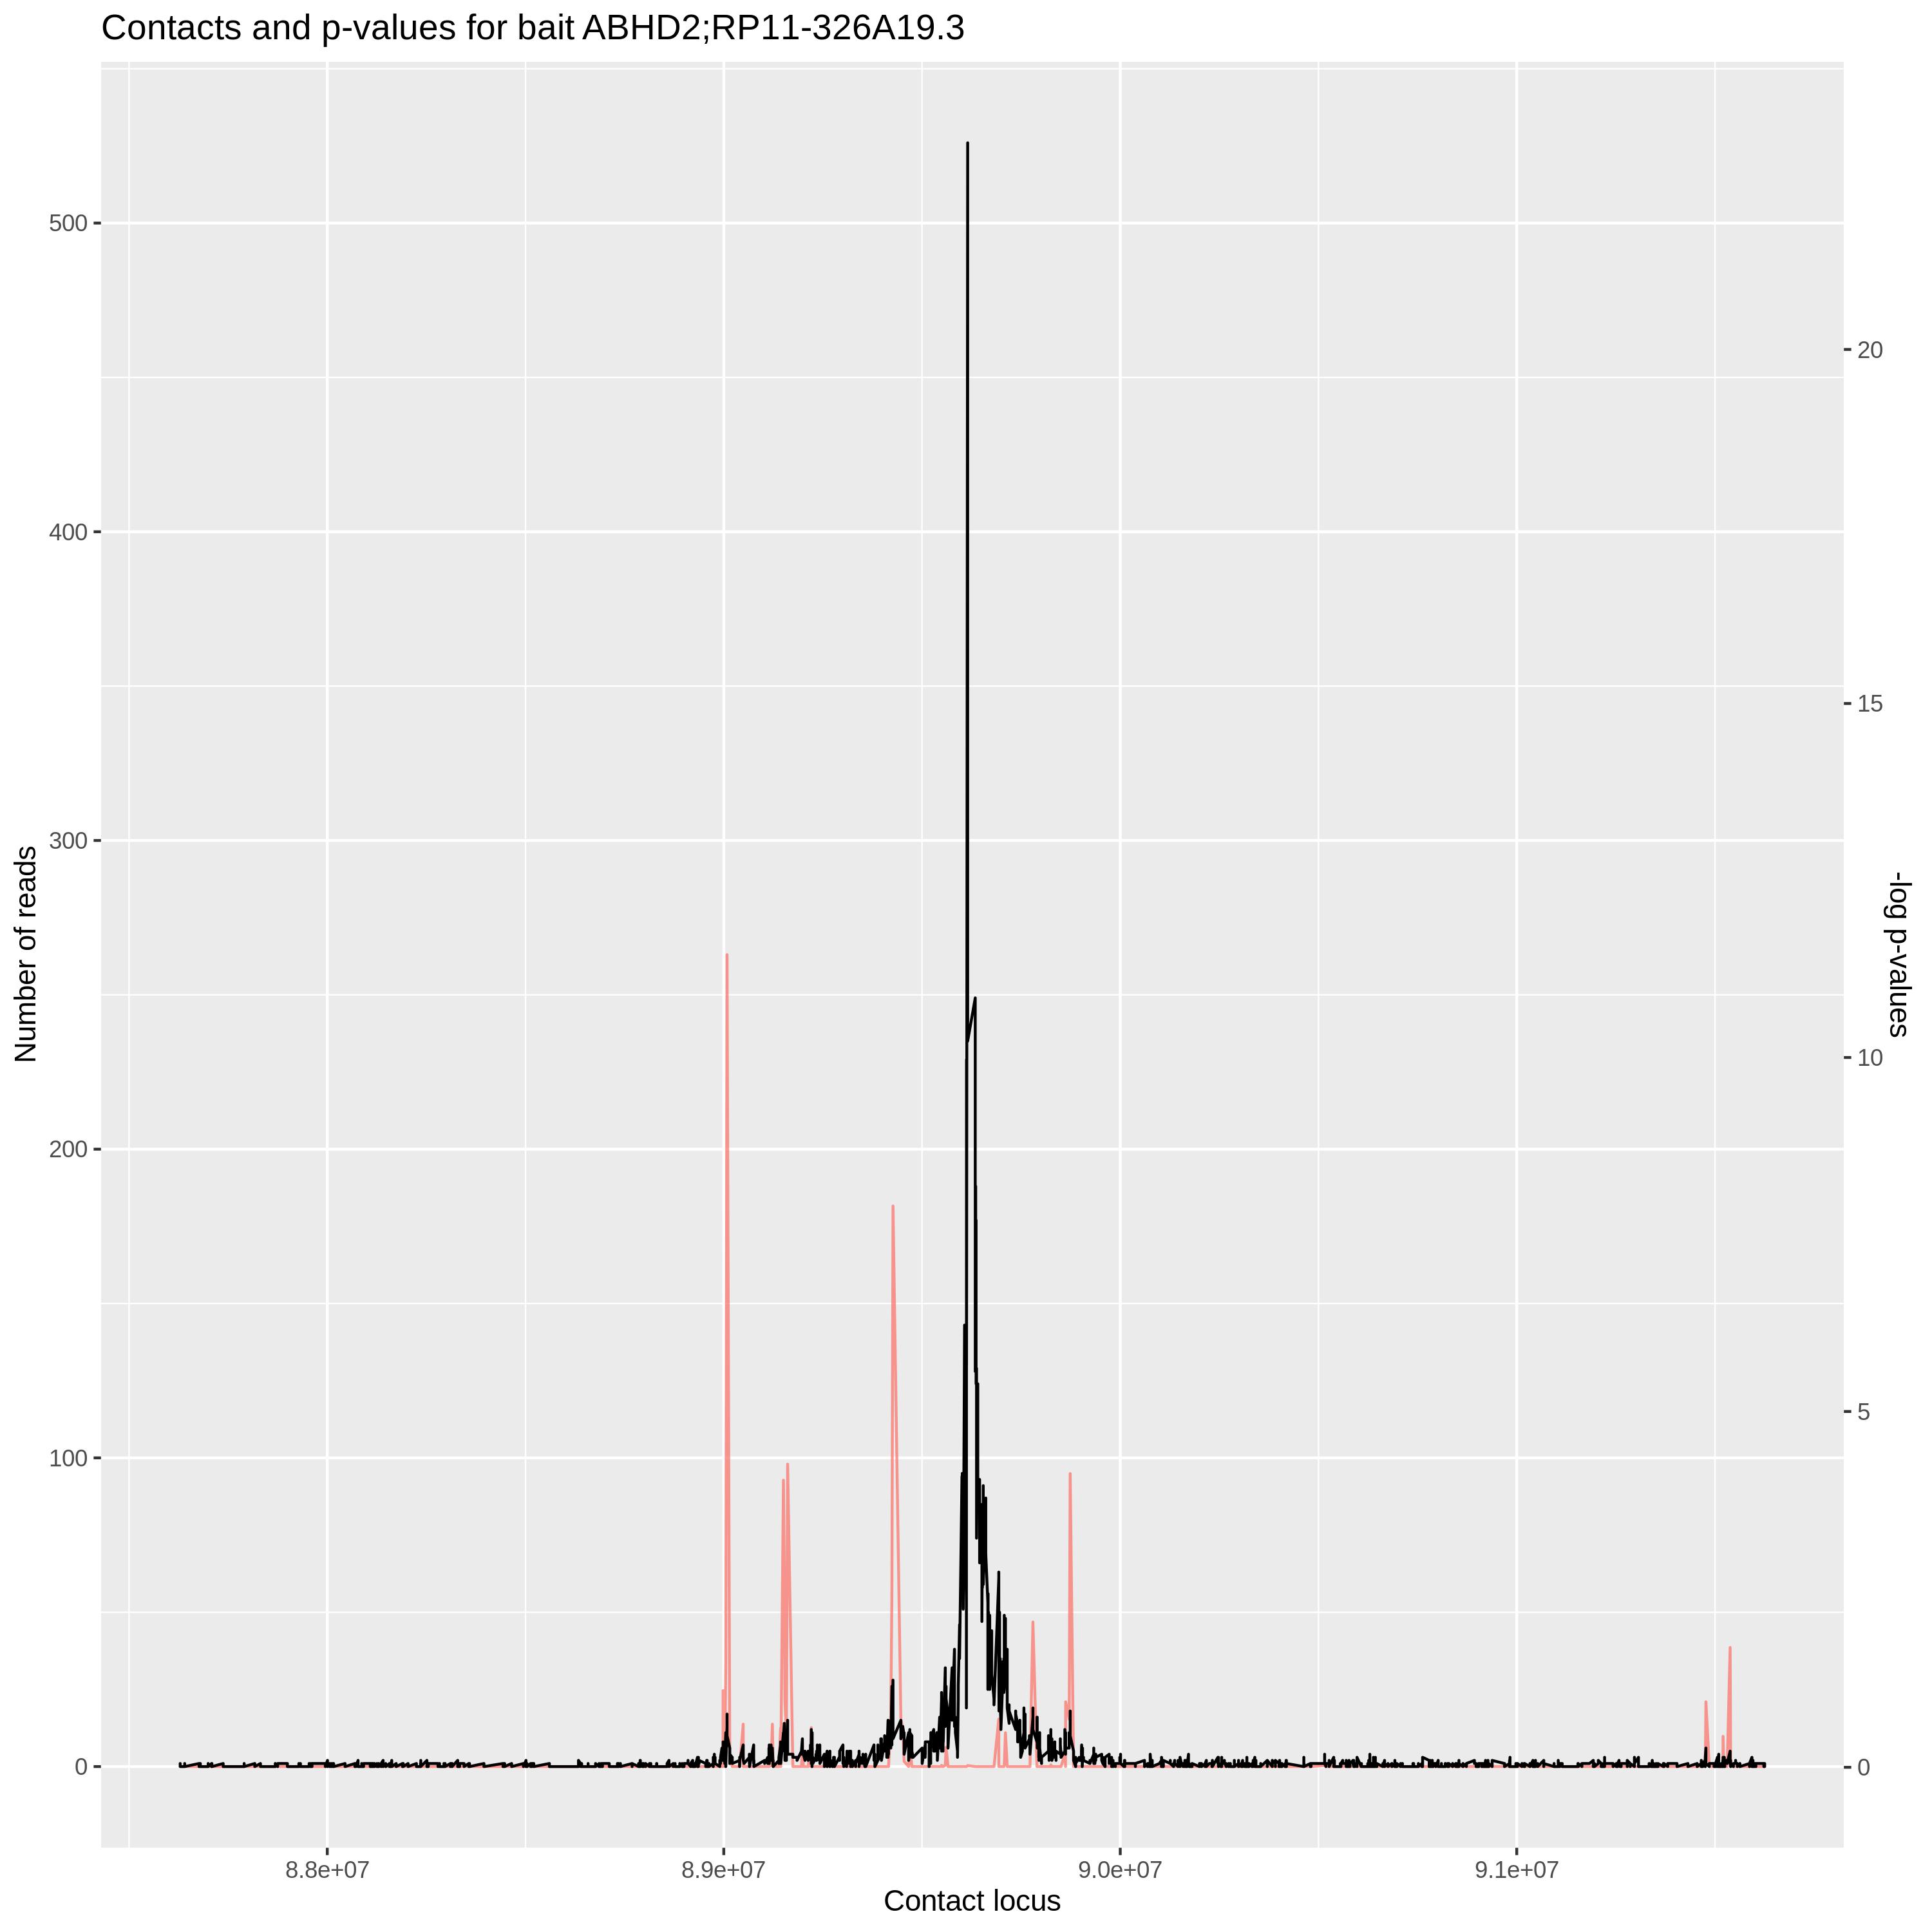 Contacts and p-values for bait ABHD2;RP11-326A19.3
500
400
300
200
100
0
Number of reads
20
15
10
5
0
-log p-values
8.8e+07
8.9e+07
9.0e+07
9.1e+07
Contact locus